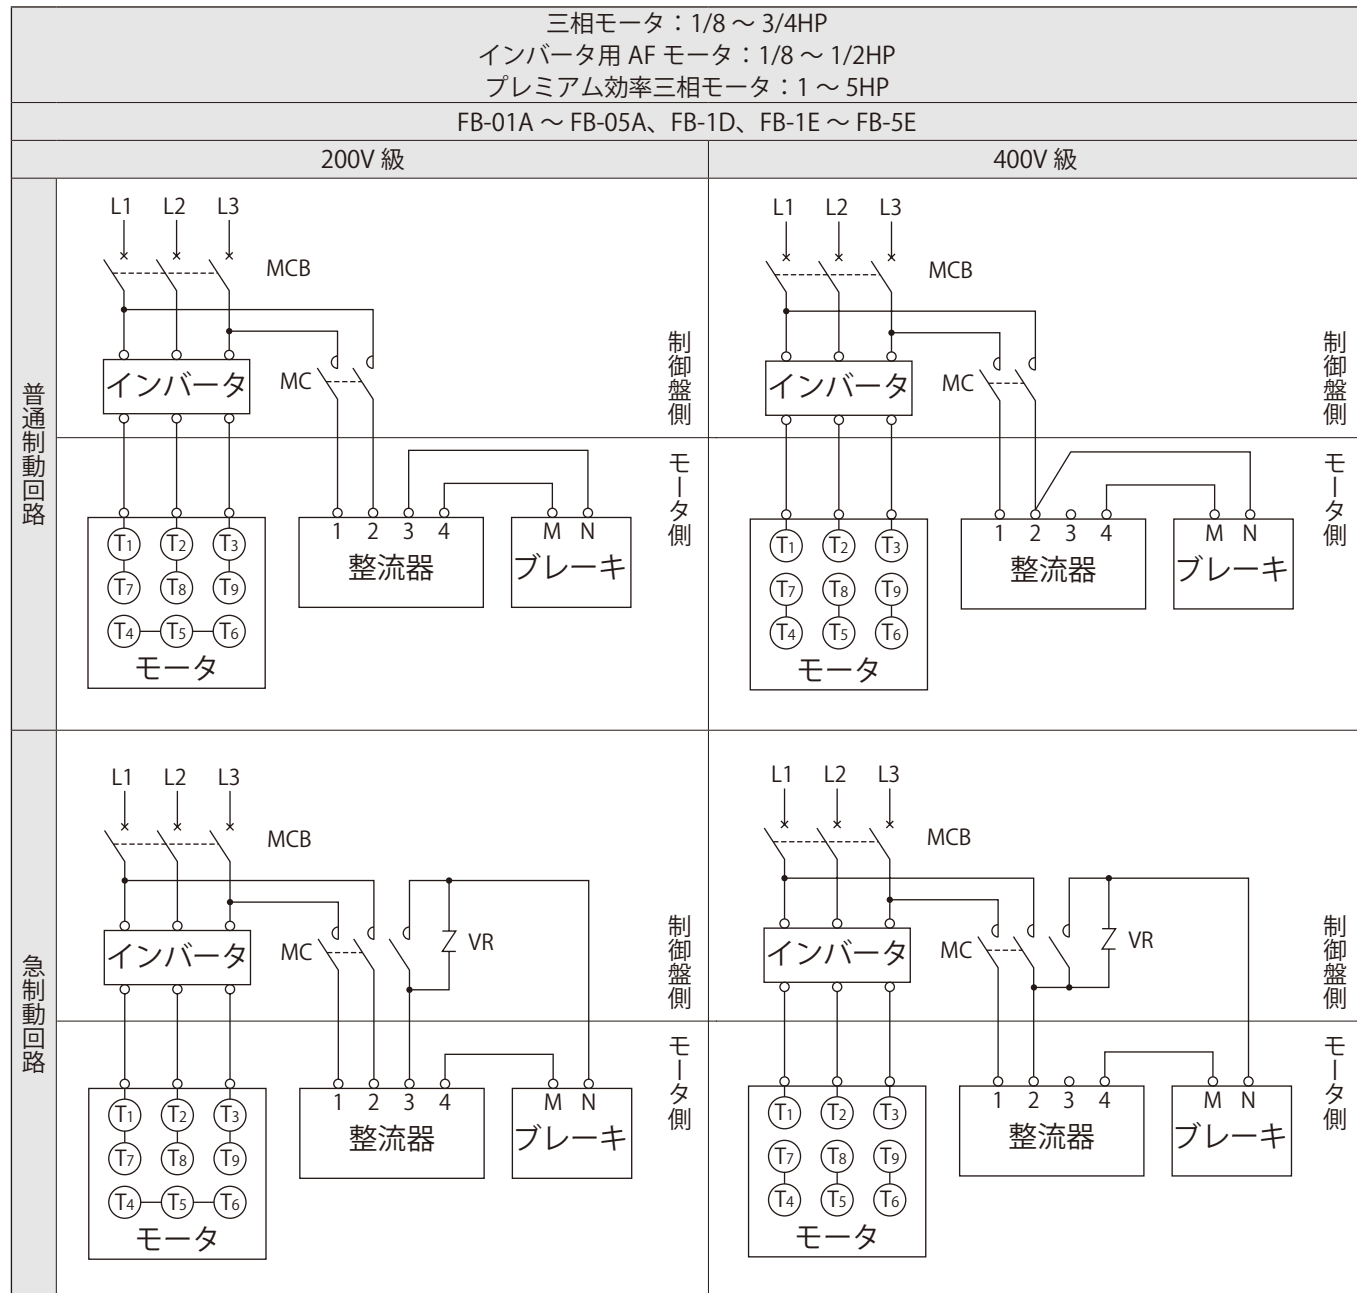 三相モータ：1/8 ～ 3/4HP
インバータ用 AF モータ：1/8 ～ 1/2HP
プレミアム効率三相モータ：1 ～ 5HP
FB-01A ～ FB-05A、FB-1D、FB-1E ～ FB-5E
200V 級
400V 級
普通制動回路
L1 L2 L3
MCB
インバータ
MC
制御盤側
モータ側
1 2 3 4
整流器
M N
ブレーキ
T1 T2 T3
T7 T8 T9
T4 T5 T6
モータ
L1 L2 L3
MCB
インバータ
MC
制御盤側
モータ側
1 2 3 4
整流器
M N
ブレーキ
T1 T2 T3
T7 T8 T9
T4 T5 T6
モータ
急制動回路
L1 L2 L3
MCB
インバータ
MC
VR
制御盤側
モータ側
1 2 3 4
整流器
M N
ブレーキ
T1 T2 T3
T7 T8 T9
T4 T5 T6
モータ
L1 L2 L3
MCB
インバータ
MC
VR
制御盤側
モータ側
1 2 3 4
整流器
M N
ブレーキ
T1 T2 T3
T7 T8 T9
T4 T5 T6
モータ